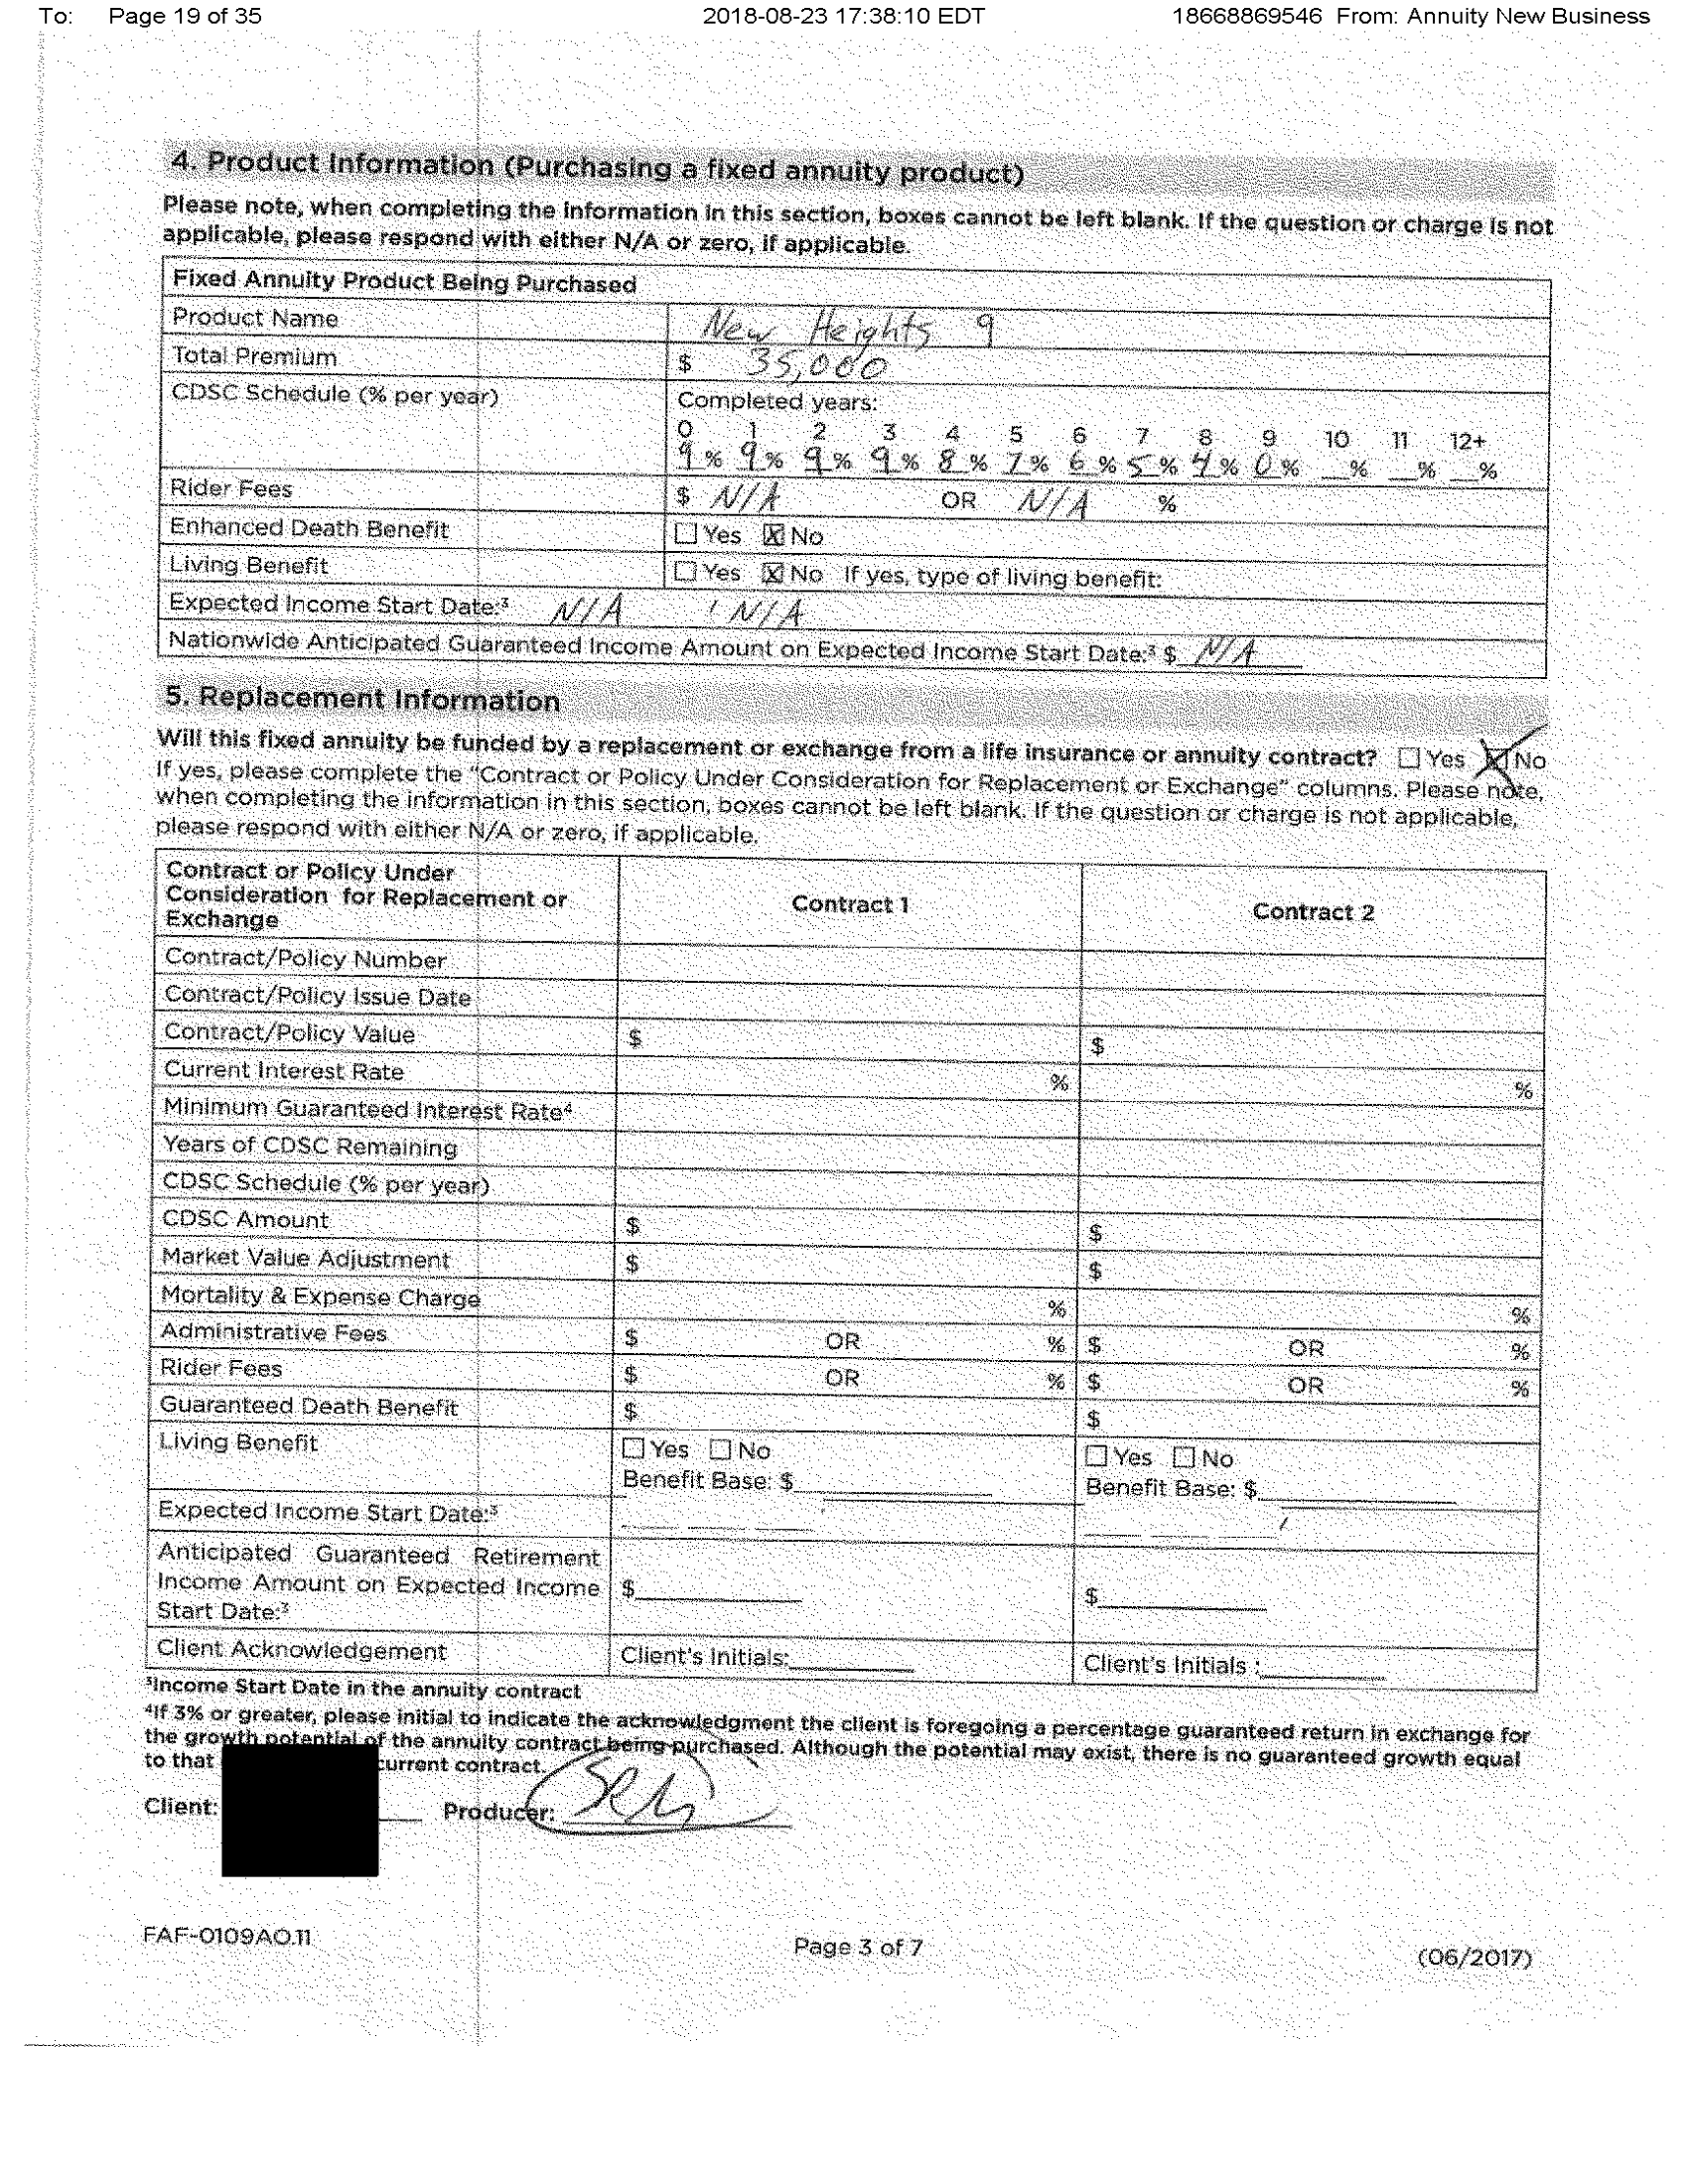 To: Page 19 of 35 2018-08-23 17:38:10 EDT 18668869546 From: Annuity New Business
4. Product Information (Purchasing a fixed annuity product)
Please note, when completing the information in this section, boxes cannot be left blank. If the question or charge is not
applicable, please respond with either N/A or zero, if applicable.
Fixed Annuity Product Being Purchased
Product Name New Heights 9
Total Premium $ 35,000
CDSC Schedule (% per year) Completed years:
0 1 2 3 4 5 6 7 8 9 10 11 12+
9 % 9 % 9 % 9 % 8 % 7 % 6 % 5 % 4 % 0 % __% __% __%
Rider Fees $ N/A OR N/A %
Enhanced Death Benefit ☐ Yes ☒ No
Living Benefit ☐ Yes ☒ No If yes, type of living benefit:
Expected Income Start Date:³ N/A / N/A
Nationwide Anticipated Guaranteed Income Amount on Expected Income Start Date:³ $ N/A
5. Replacement Information
Will this fixed annuity be funded by a replacement or exchange from a life insurance or annuity contract? ☐ Yes ☒ No
If yes, please complete the "Contract or Policy Under Consideration for Replacement or Exchange" columns. Please note,
when completing the information in this section, boxes cannot be left blank. If the question or charge is not applicable,
please respond with either N/A or zero, if applicable.
Contract or Policy Under
Consideration for Replacement or
Exchange
Contract 1
Contract 2
Contract/Policy Number
Contract/Policy Issue Date
Contract/Policy Value $ $
Current Interest Rate % %
Minimum Guaranteed Interest Rate⁴
Years of CDSC Remaining
CDSC Schedule (% per year)
CDSC Amount $ $
Market Value Adjustment $ $
Mortality & Expense Charge % %
Administrative Fees $ OR % $ OR %
Rider Fees $ OR % $ OR %
Guaranteed Death Benefit $ $
Living Benefit ☐ Yes ☐ No ☐ Yes ☐ No
Benefit Base: $ Benefit Base: $
Expected Income Start Date:³
Anticipated Guaranteed Retirement
Income Amount on Expected Income $ $
Start Date:³
Client Acknowledgement Client's Initials: Client's Initials :
³Income Start Date in the annuity contract
⁴If 3% or greater, please initial to indicate the acknowledgment the client is foregoing a percentage guaranteed return in exchange for
the growth potential of the annuity contract being purchased. Although the potential may exist, there is no guaranteed growth equal
to that current contract.
Client: Producer:
FAF-0109AO.11 Page 3 of 7 (06/2017)